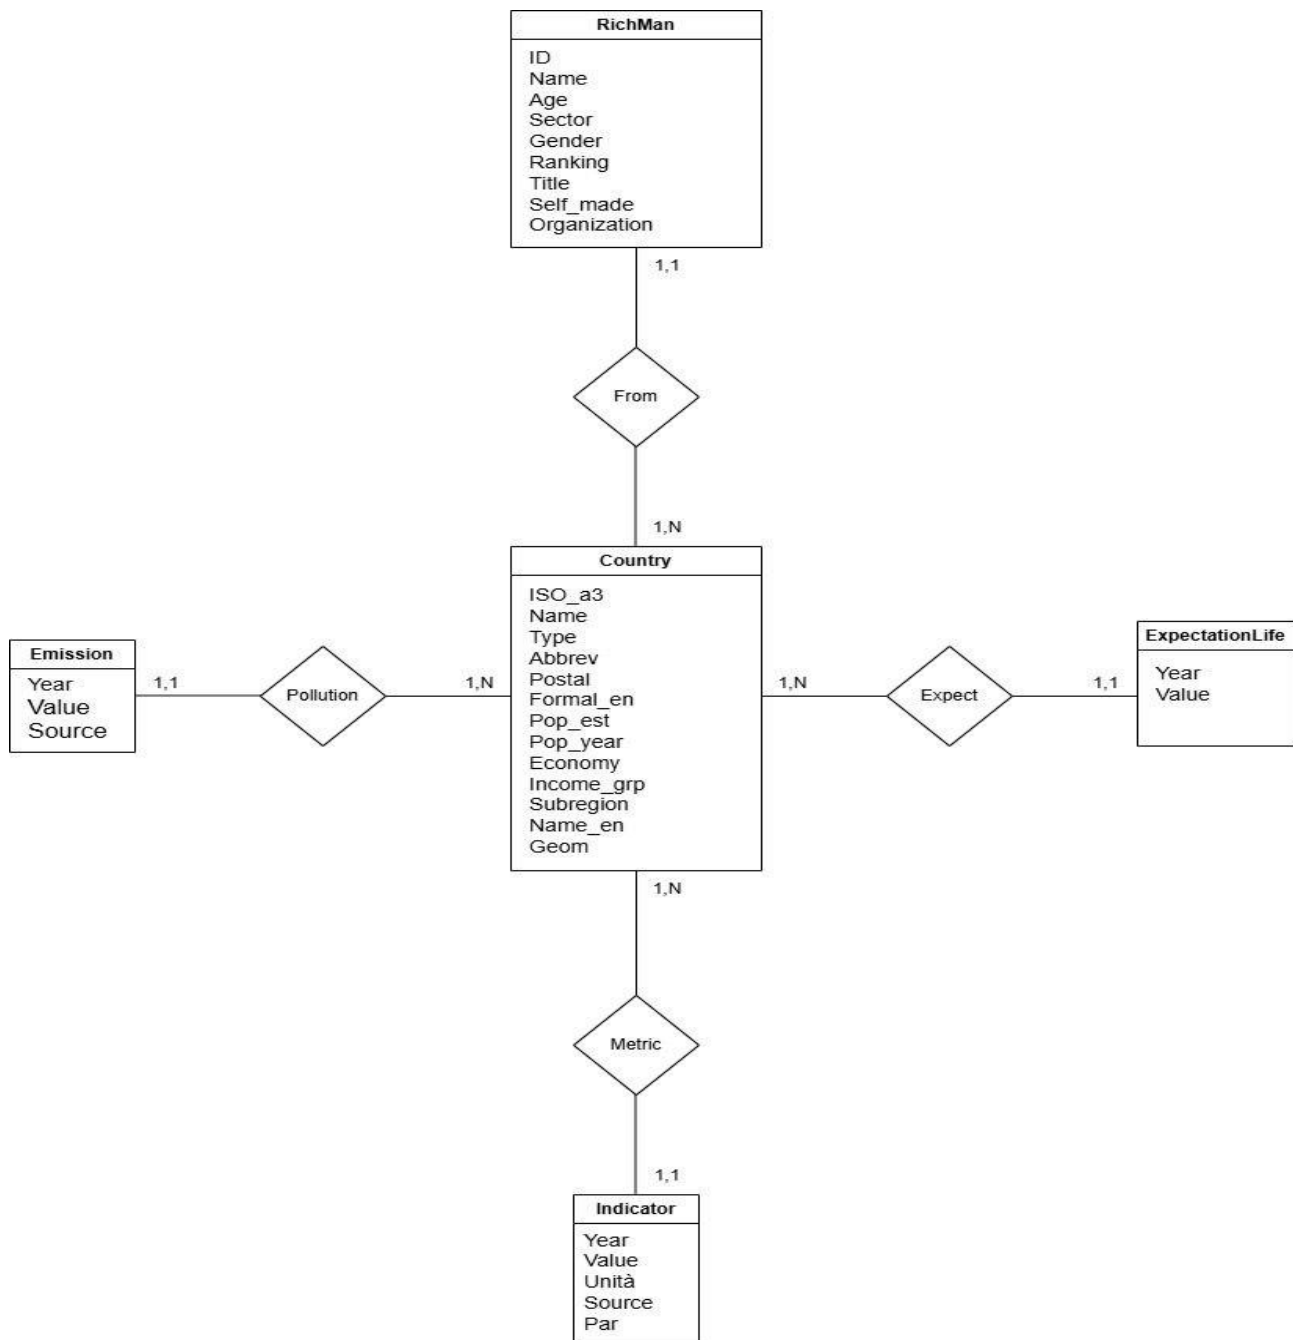 RichMan
ID
Name
Age
Sector
Gender
Ranking
Title
Self_made
Organization
1,1
From
1,N
Country
ISO_a3
Name
Type
Abbrev
Postal
Formal_en
Pop_est
Pop_year
Economy
Income_grp
Subregion
Name_en
Geom
Emission
Year
Value
Source
1,1
Pollution
1,N
1,N
Expect
1,1
ExpectationLife
Year
Value
1,N
Metric
1,1
Indicator
Year
Value
Unità
Source
Par